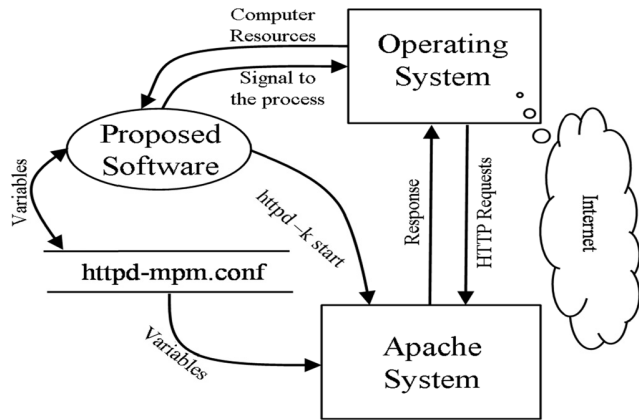 Computer
Resources
Operating
System
Signal to
the process
Proposed
Software
Variables
httpd –k start
Response
HTTP Requests
Internet
httpd-mpm.conf
Variables
Apache
System